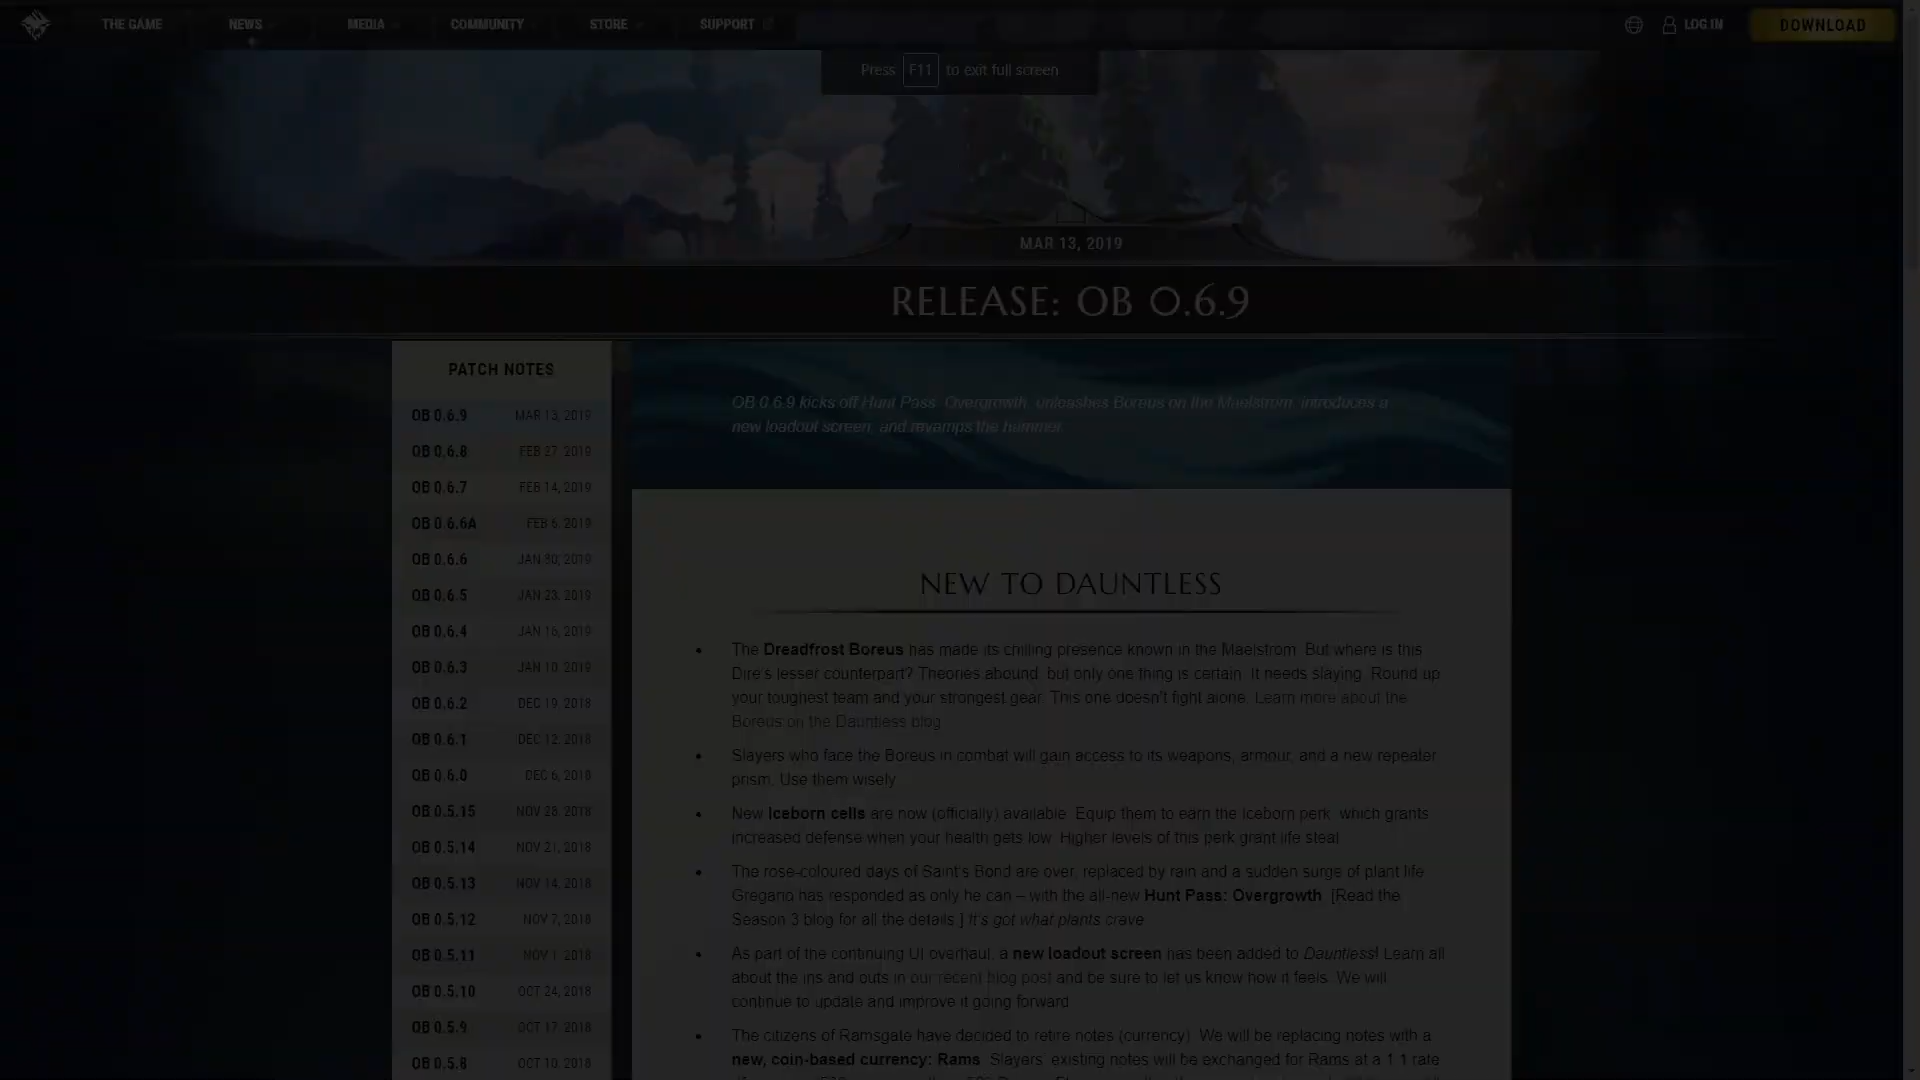 THE GAME
NEWS
MEDIA
COMMUNITY
STORE
SUPPORT
LOG IN
DOWNLOAD
Press F11 to exit full screen
MAR 13, 2019
RELEASE: OB 0.6.9
PATCH NOTES
OB 0.6.9 MAR 13, 2019
OB 0.6.8 FEB 27, 2019
OB 0.6.7 FEB 14, 2019
OB 0.6.6A FEB 6, 2019
OB 0.6.6 JAN 30, 2019
OB 0.6.5 JAN 23, 2019
OB 0.6.4 JAN 16, 2019
OB 0.6.3 JAN 10, 2019
OB 0.6.2 DEC 19, 2018
OB 0.6.1 DEC 12, 2018
OB 0.6.0 DEC 6, 2018
OB 0.5.15 NOV 28, 2018
OB 0.5.14 NOV 21, 2018
OB 0.5.13 NOV 14, 2018
OB 0.5.12 NOV 7, 2018
OB 0.5.11 NOV 1, 2018
OB 0.5.10 OCT 24, 2018
OB 0.5.9 OCT 17, 2018
OB 0.5.8 OCT 10, 2018
OB 0.6.9 kicks off Hunt Pass: Overgrowth, unleashes Boreus on the Maelstrom, introduces a
new loadout screen, and revamps the hammer.
NEW TO DAUNTLESS
• The Dreadfrost Boreus has made its chilling presence known in the Maelstrom. But where is this
Dire's lesser counterpart? Theories abound, but only one thing is certain. It needs slaying. Round up
your toughest team and your strongest gear. This one doesn't fight alone. Learn more about the
Boreus on the Dauntless blog.
• Slayers who face the Boreus in combat will gain access to its weapons, armour, and a new repeater
prism. Use them wisely.
• New Iceborn cells are now (officially) available. Equip them to earn the Iceborn perk, which grants
increased defense when your health gets low. Higher levels of this perk grant life steal.
• The rose-coloured days of Saint's Bond are over, replaced by rain and a sudden surge of plant life.
Gregario has responded as only he can – with the all-new Hunt Pass: Overgrowth. [Read the
Season 3 blog for all the details.] It's got what plants crave.
• As part of the continuing UI overhaul, a new loadout screen has been added to Dauntless! Learn all
about the ins and outs in our recent blog post and be sure to let us know how it feels. We will
continue to update and improve it going forward.
• The citizens of Ramsgate have decided to retire notes (currency). We will be replacing notes with a
new, coin-based currency: Rams. Slayers' existing notes will be exchanged for Rams at a 1:1 rate